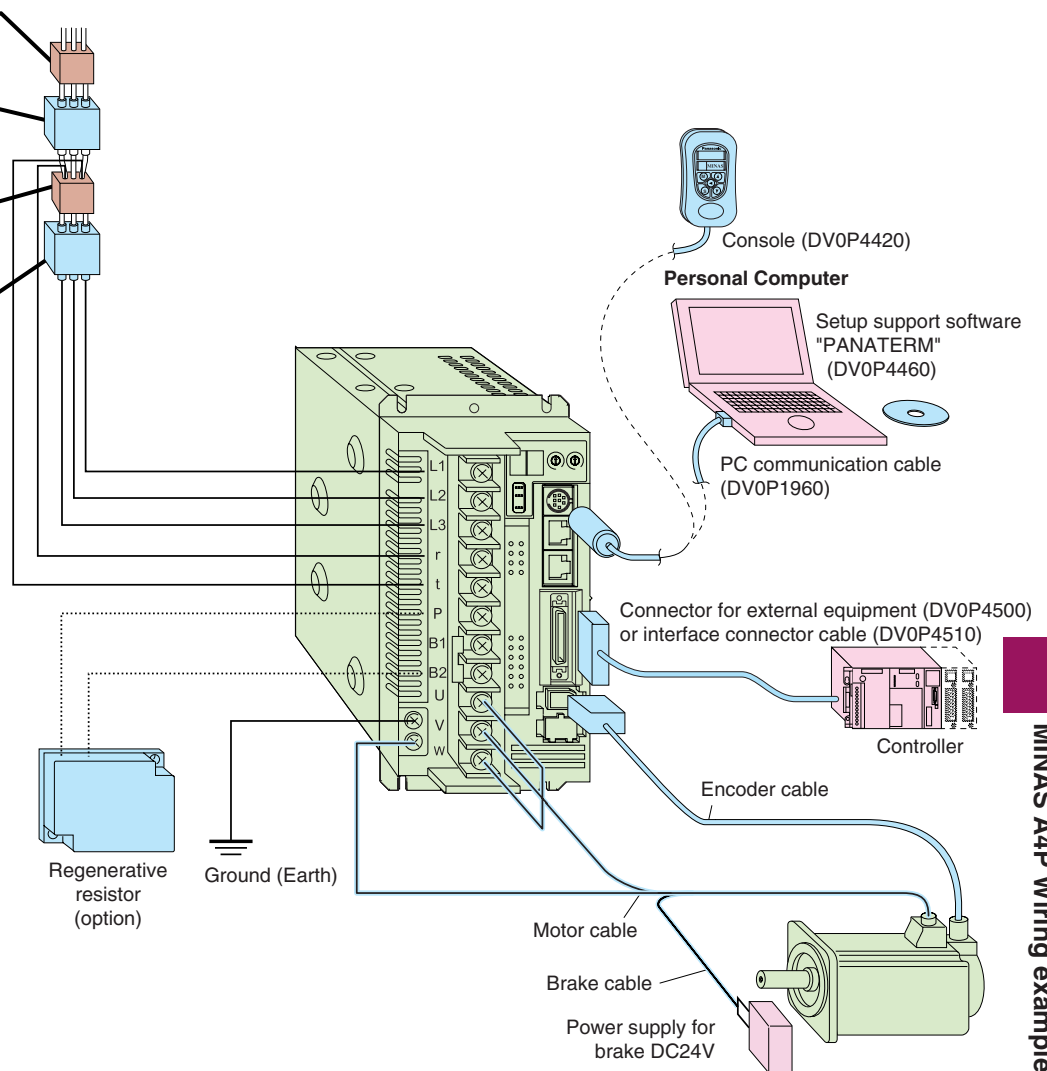 Panasonic
MINAS
Console (DV0P4420)
Personal Computer
Setup support software
"PANATERM"
(DV0P4460)
PC communication cable
(DV0P1960)
L1
L2
L3
r
t
P
B1
B2
U
V
W
Connector for external equipment (DV0P4500)
or interface connector cable (DV0P4510)
Controller
Encoder cable
Regenerative
resistor
(option)
Ground (Earth)
Motor cable
Brake cable
Power supply for
brake DC24V
MINAS A4P Wiring example